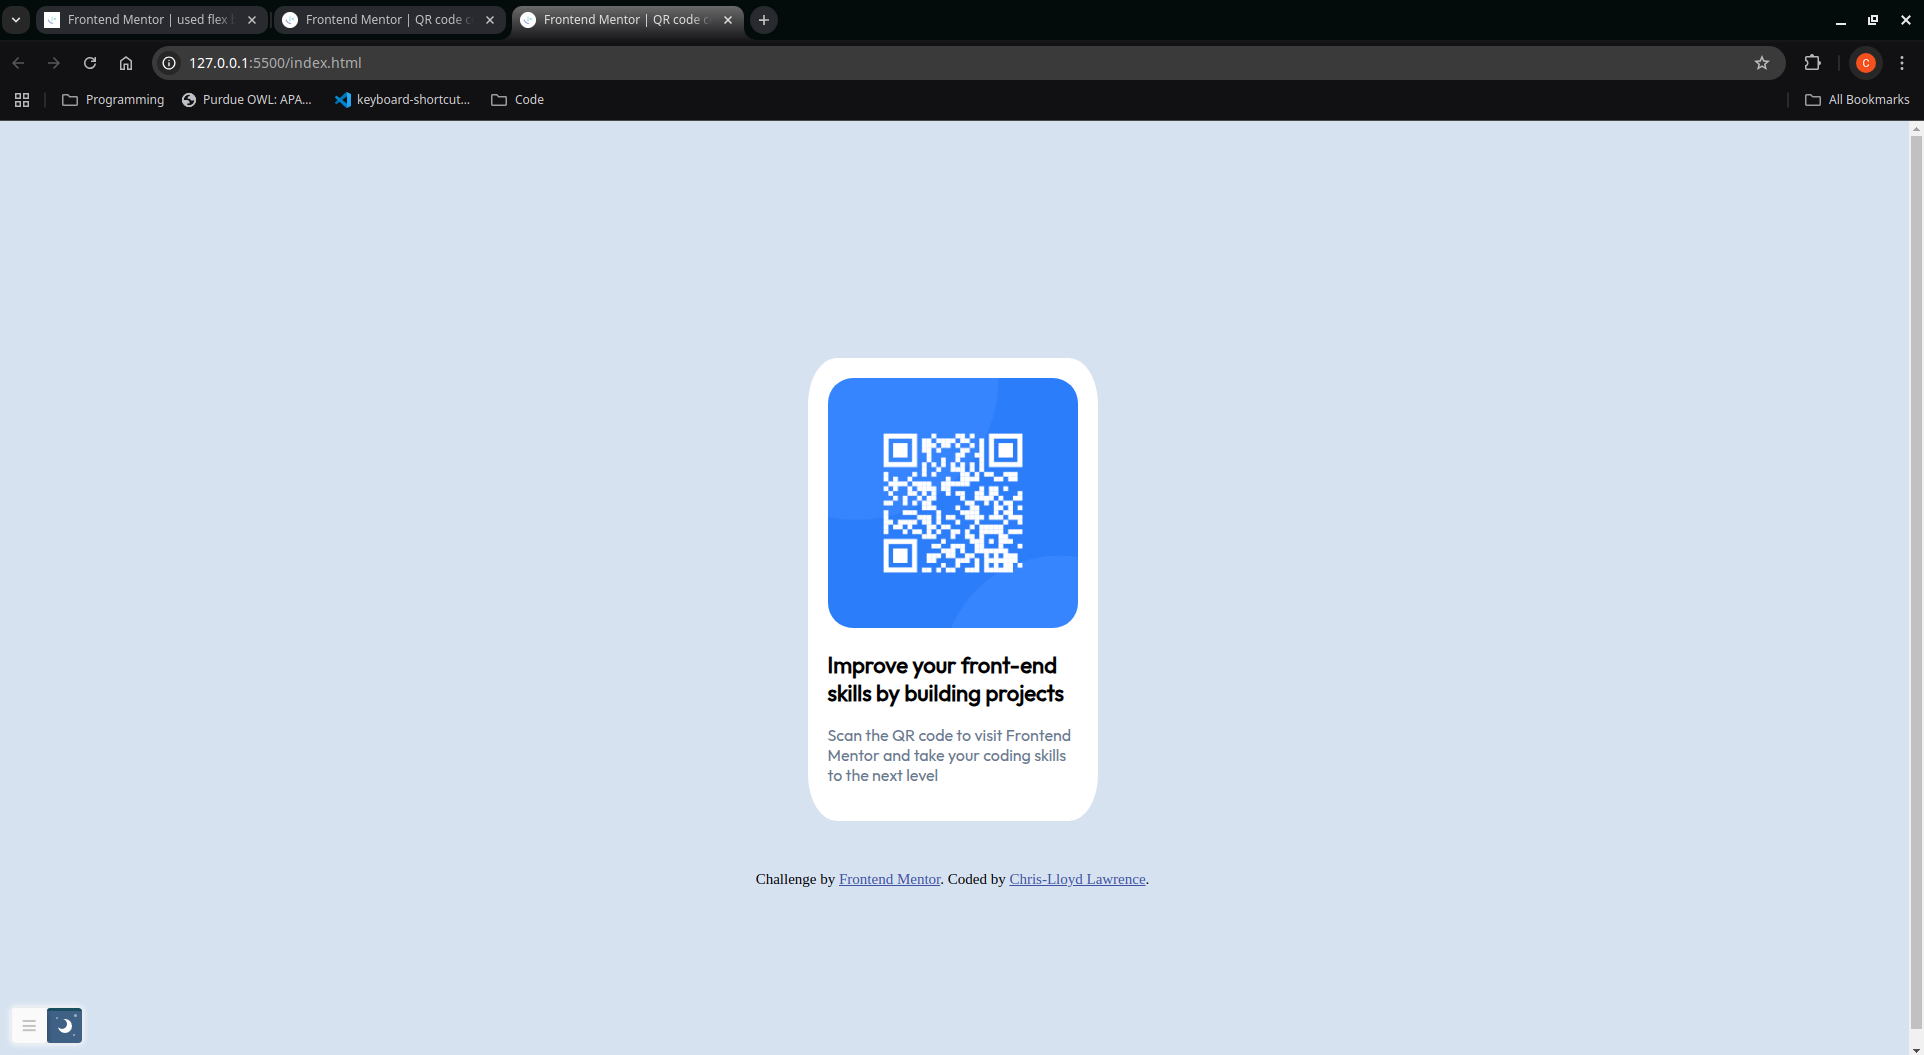 Frontend Mentor | used flex
Frontend Mentor | QR code c
Frontend Mentor | QR code c
127.0.0.1:5500/index.html
C
Programming
Purdue OWL: APA...
keyboard-shortcut...
Code
All Bookmarks
Improve your front-end
skills by building projects
Scan the QR code to visit Frontend
Mentor and take your coding skills
to the next level
Challenge by Frontend Mentor. Coded by Chris-Lloyd Lawrence.